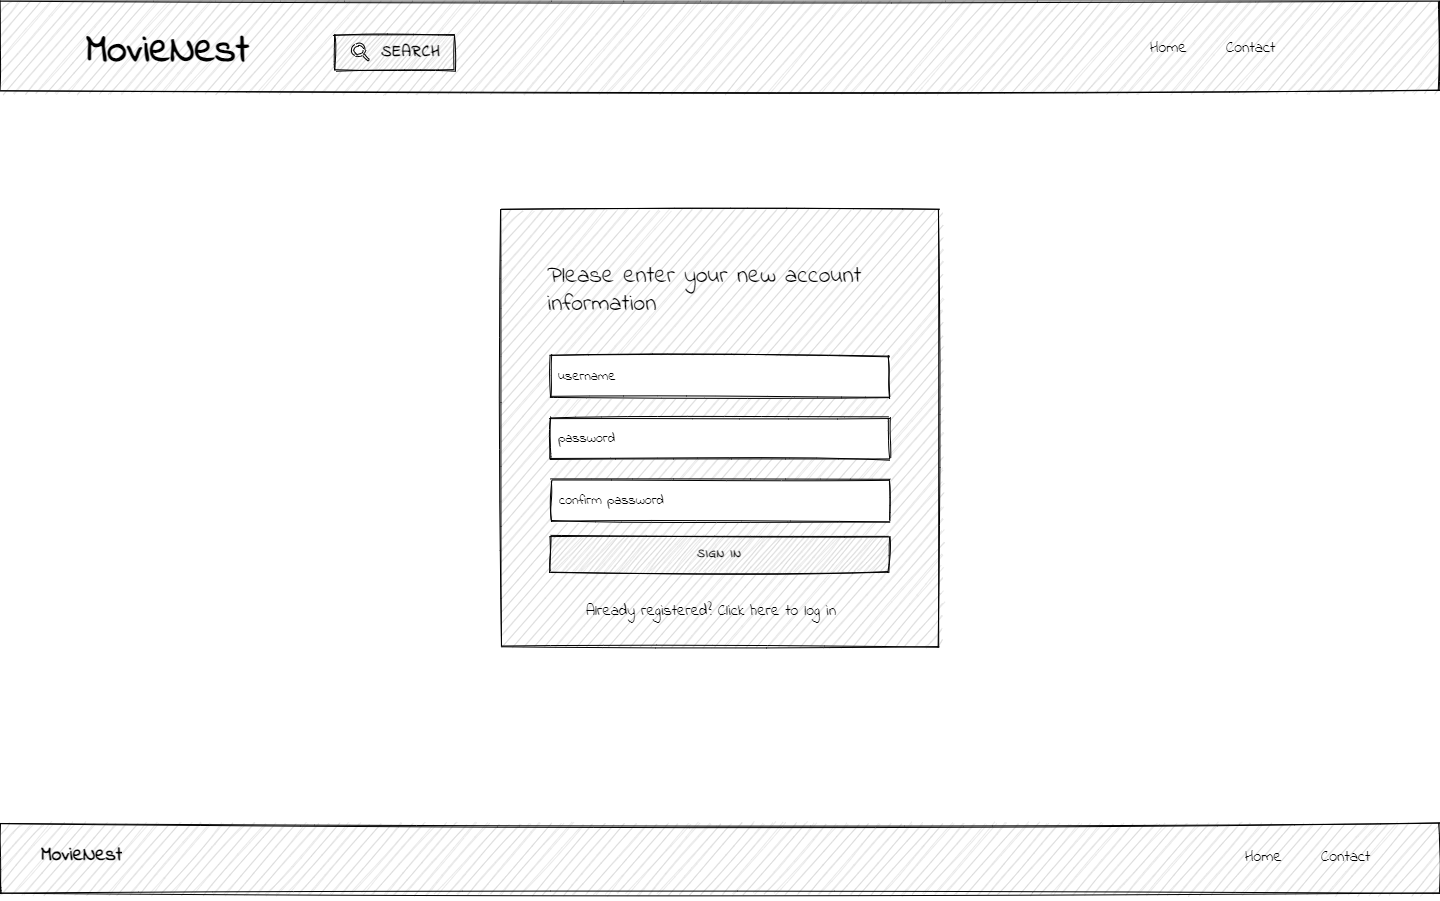 MovieNest
SEARCH
Home
Contact
Please enter your new account
information
username
password
confirm password
SIGN IN
Already registered? Click here to log in
MovieNest
Home
Contact